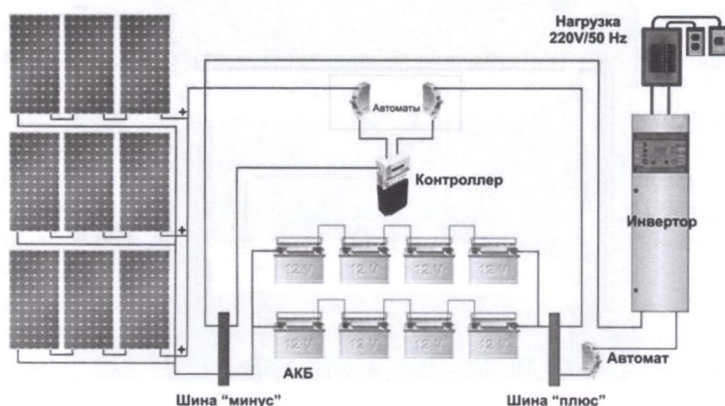 Нагрузка
220V/50 Hz
Автоматы
Контроллер
Инвертор
12 V
12 V
12 V
12 V
12 V
12 V
12 V
12 V
АКБ
Автомат
Шина "минус"
Шина "плюс"
+
+
+